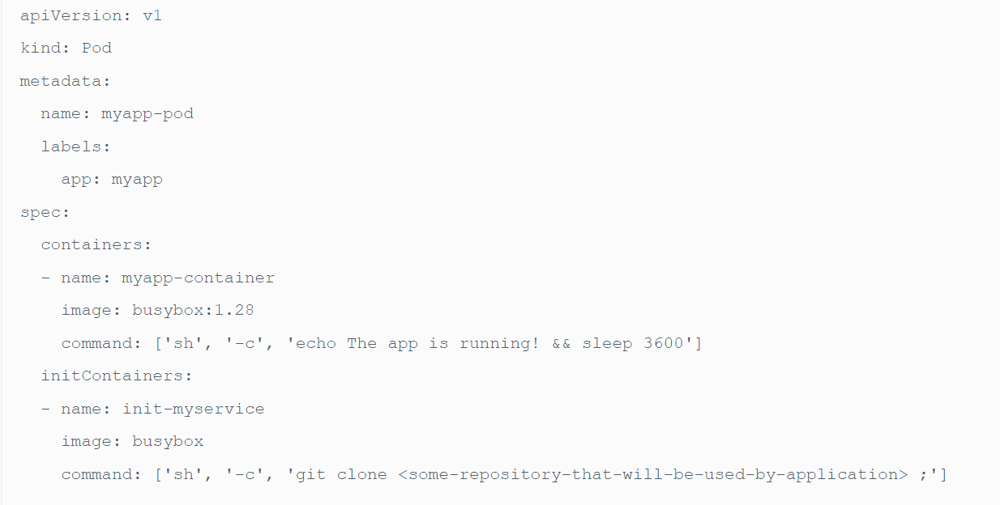 apiVersion: v1
kind: Pod
metadata:
  name: myapp-pod
  labels:
    app: myapp
spec:
  containers:
  - name: myapp-container
    image: busybox:1.28
    command: ['sh', '-c', 'echo The app is running! && sleep 3600']
  initContainers:
  - name: init-myservice
    image: busybox
    command: ['sh', '-c', 'git clone <some-repository-that-will-be-used-by-application> ;']